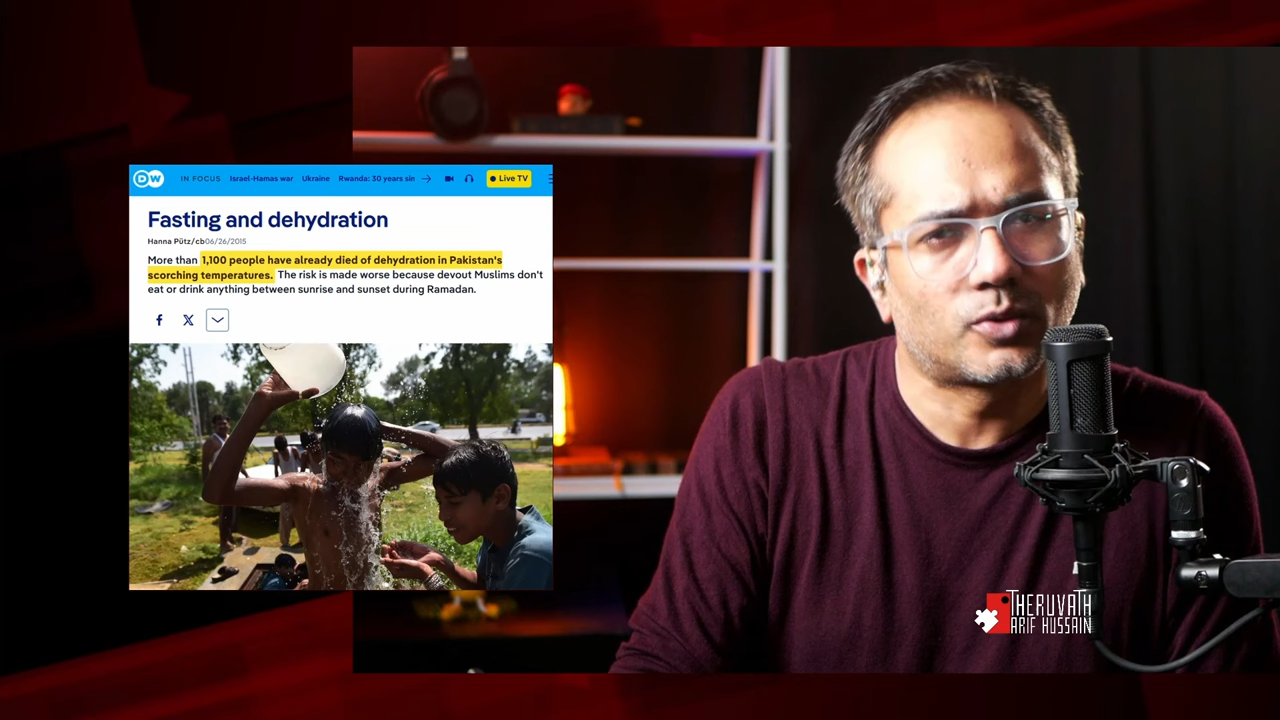 DW IN FOCUS Israel-Hamas war Ukraine Rwanda: 30 years sin Live TV
Fasting and dehydration
Hanna Pütz/cb06/26/2015
More than 1,100 people have already died of dehydration in Pakistan's
scorching temperatures. The risk is made worse because devout Muslims don't
eat or drink anything between sunrise and sunset during Ramadan.
THERUVATH
ARIF HUSSAIN